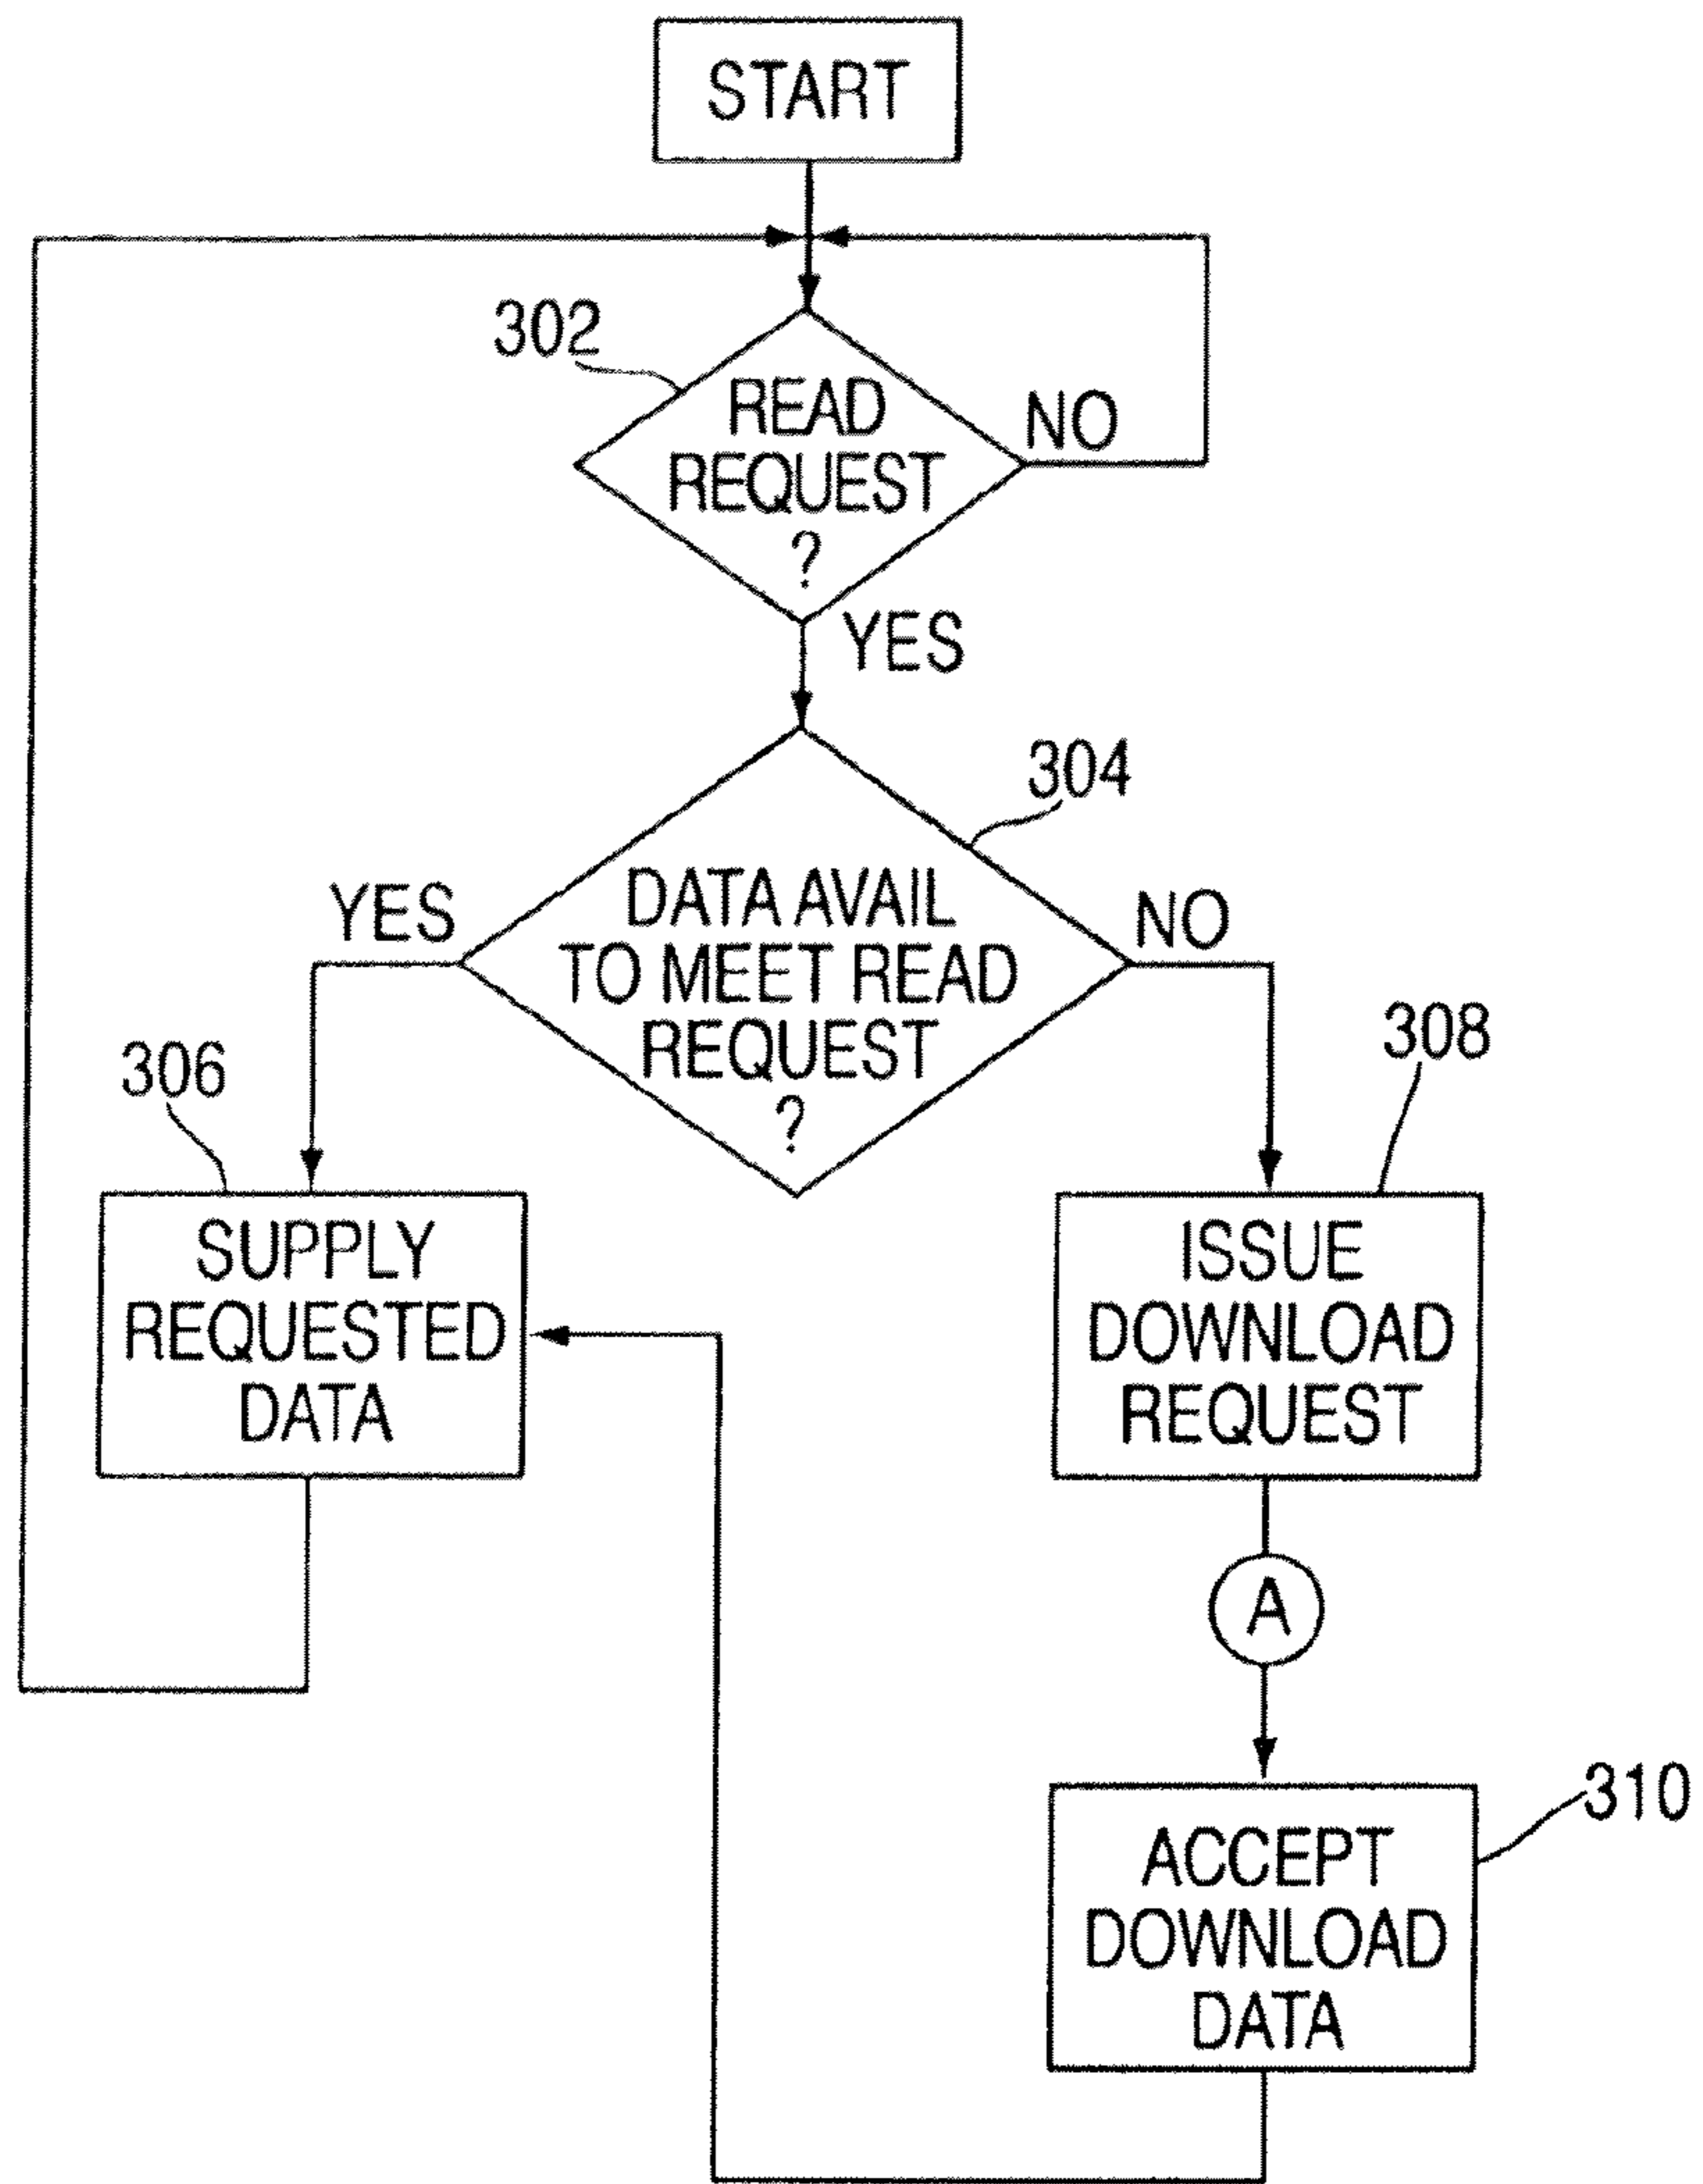 START
302
READ
REQUEST
?
NO
YES
304
DATA AVAIL
TO MEET READ
REQUEST
?
YES
NO
306
SUPPLY
REQUESTED
DATA
308
ISSUE
DOWNLOAD
REQUEST
A
310
ACCEPT
DOWNLOAD
DATA